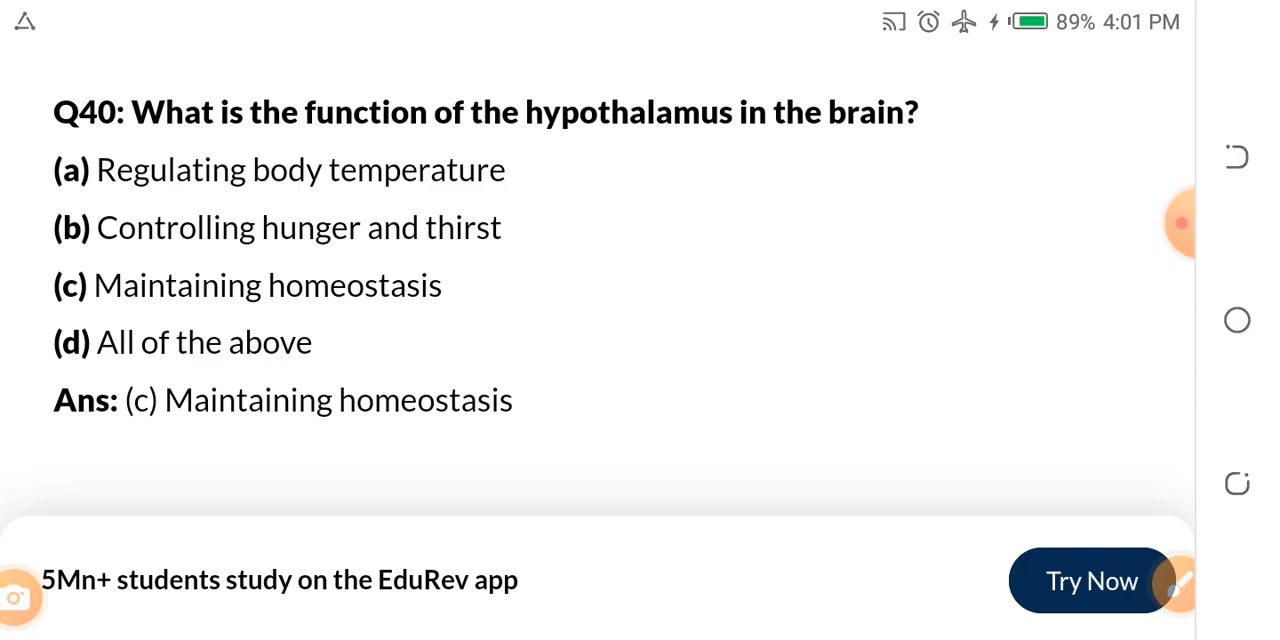 89% 4:01 PM
Q40: What is the function of the hypothalamus in the brain?
(a) Regulating body temperature
(b) Controlling hunger and thirst
(c) Maintaining homeostasis
(d) All of the above
Ans: (c) Maintaining homeostasis
5Mn+ students study on the EduRev app
Try Now